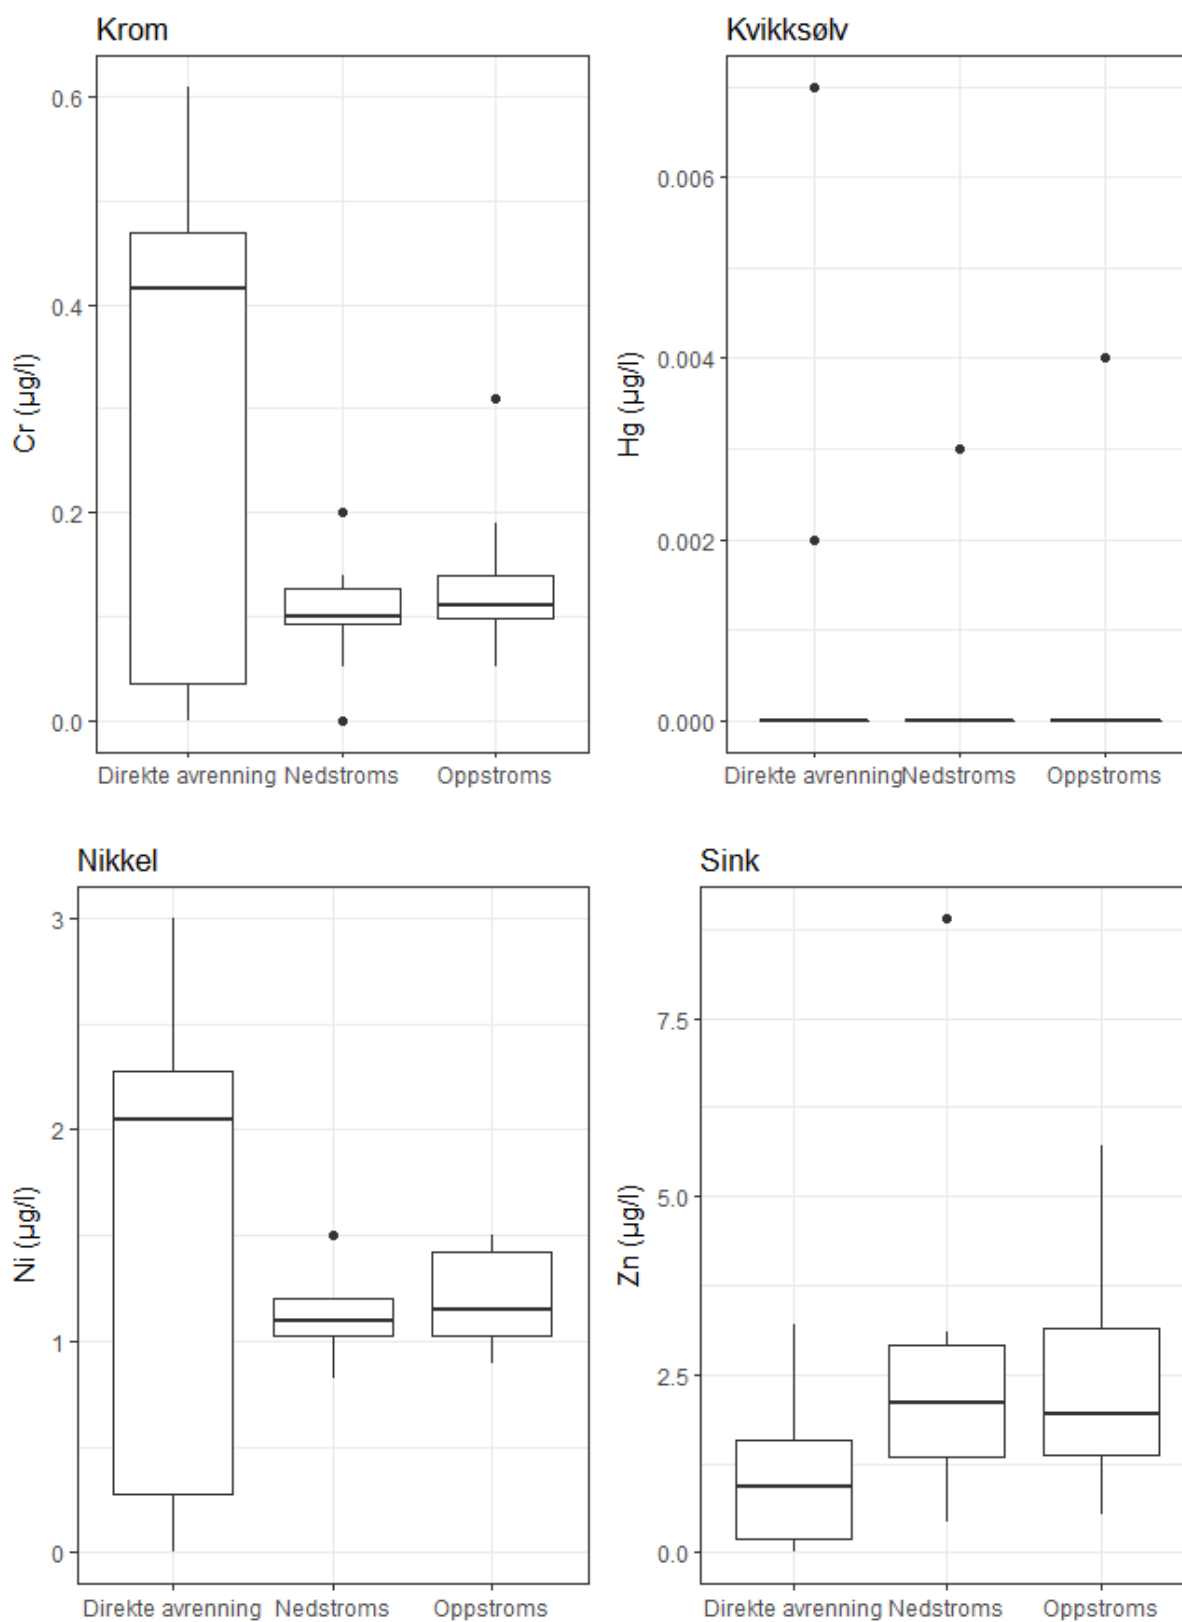 Krom
Cr (µg/l)
0.6
0.4
0.2
0.0
Direkte avrenning Nedstroms Oppstroms
Kvikksølv
Hg (µg/l)
0.006
0.004
0.002
0.000
Direkte avrenning Nedstroms Oppstroms
Nikkel
Ni (µg/l)
3
2
1
0
Direkte avrenning Nedstroms Oppstroms
Sink
Zn (µg/l)
7.5
5.0
2.5
0.0
Direkte avrenning Nedstroms Oppstroms